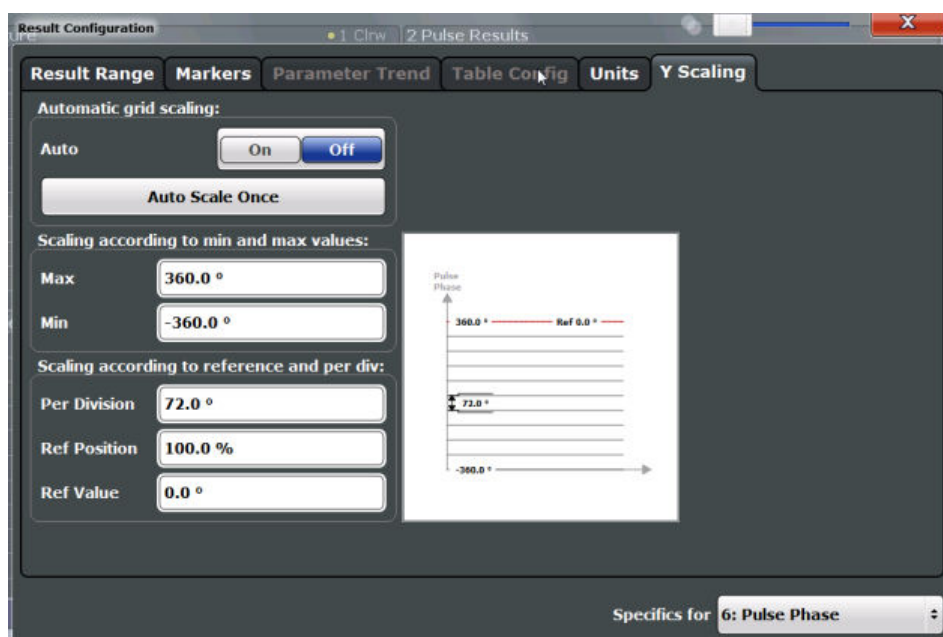 Result Configuration
1 Clrw 2 Pulse Results
X
Result Range Markers Parameter Trend Table Config Units Y Scaling
Automatic grid scaling:
Auto On Off
Auto Scale Once
Scaling according to min and max values:
Max 360.0 °
Min -360.0 °
Scaling according to reference and per div:
Per Division 72.0 °
Ref Position 100.0 %
Ref Value 0.0 °
Pulse
Phase
360.0 ° Ref 0.0 °
72.0 °
-360.0 °
Specifics for 6: Pulse Phase